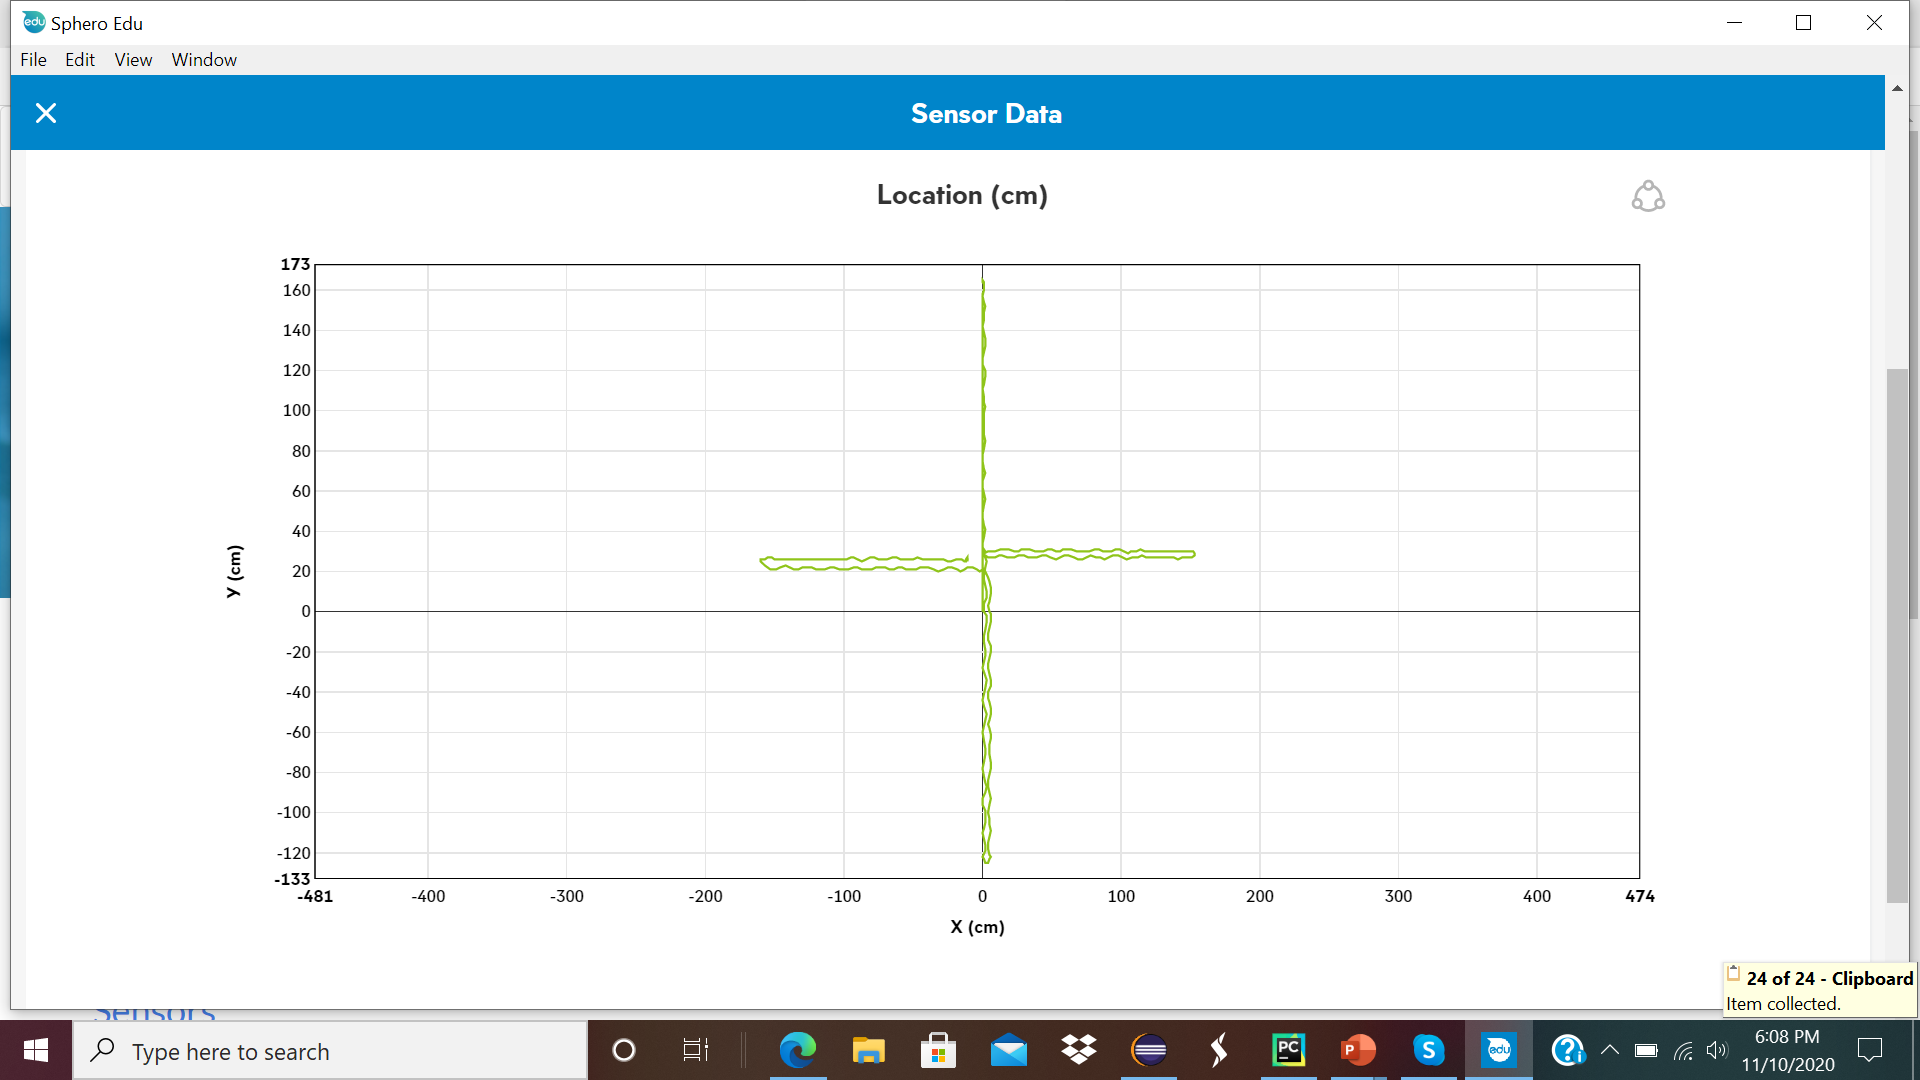 edu Sphero Edu
File Edit View Window
Sensor Data
Location (cm)
173
160
140
120
100
80
60
40
20
0
-20
-40
-60
-80
-100
-120
-133
Y (cm)
-481 -400 -300 -200 -100 0 100 200 300 400 474
X (cm)
24 of 24 - Clipboard
Item collected.
Sensors
Type here to search
PC
P
S
edu
6:08 PM
11/10/2020